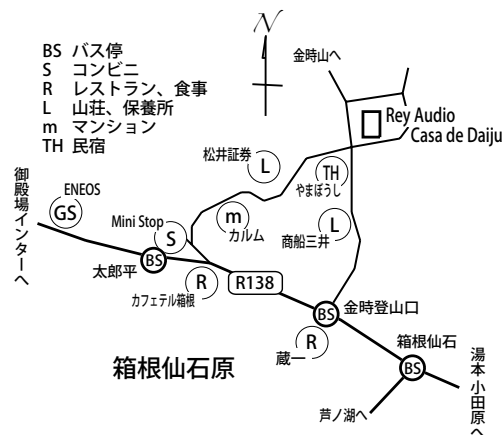 N
BS バス停
S コンビニ
R レストラン、食事
L 山荘、保養所
m マンション
TH 民宿
金時山へ
Rey Audio
Casa de Daiju
松井証券
L
TH
やまぼうし
御殿場インターへ
ENEOS
GS
Mini Stop
S
m
カルム
商船三井
L
太郎平
BS
カフェテル箱根
R
R138
BS
金時登山口
R
蔵一
箱根仙石
BS
箱根仙石原
芦ノ湖へ
湯本 小田原へ